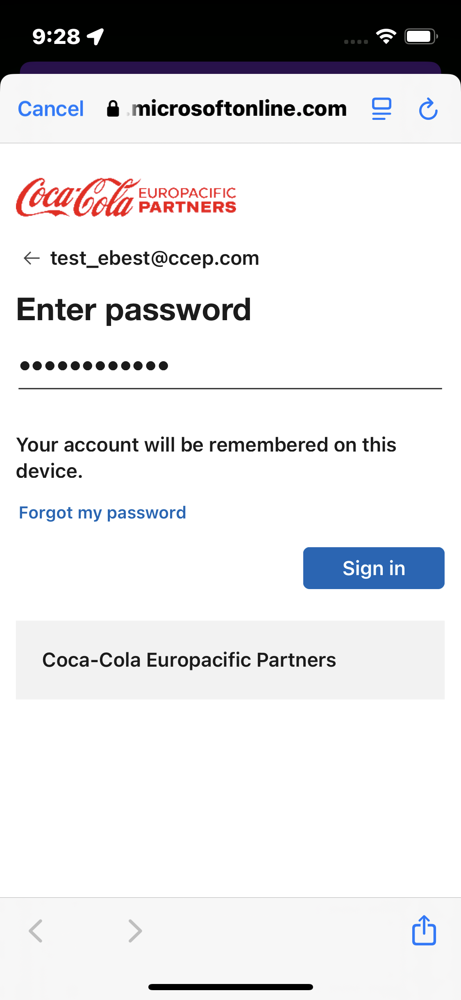 9:28
Cancel
.microsoftonline.com
Coca-Cola EUROPACIFIC
PARTNERS
test_ebest@ccep.com
Enter password
Your account will be remembered on this
device.
Forgot my password
Sign in
Coca-Cola Europacific Partners